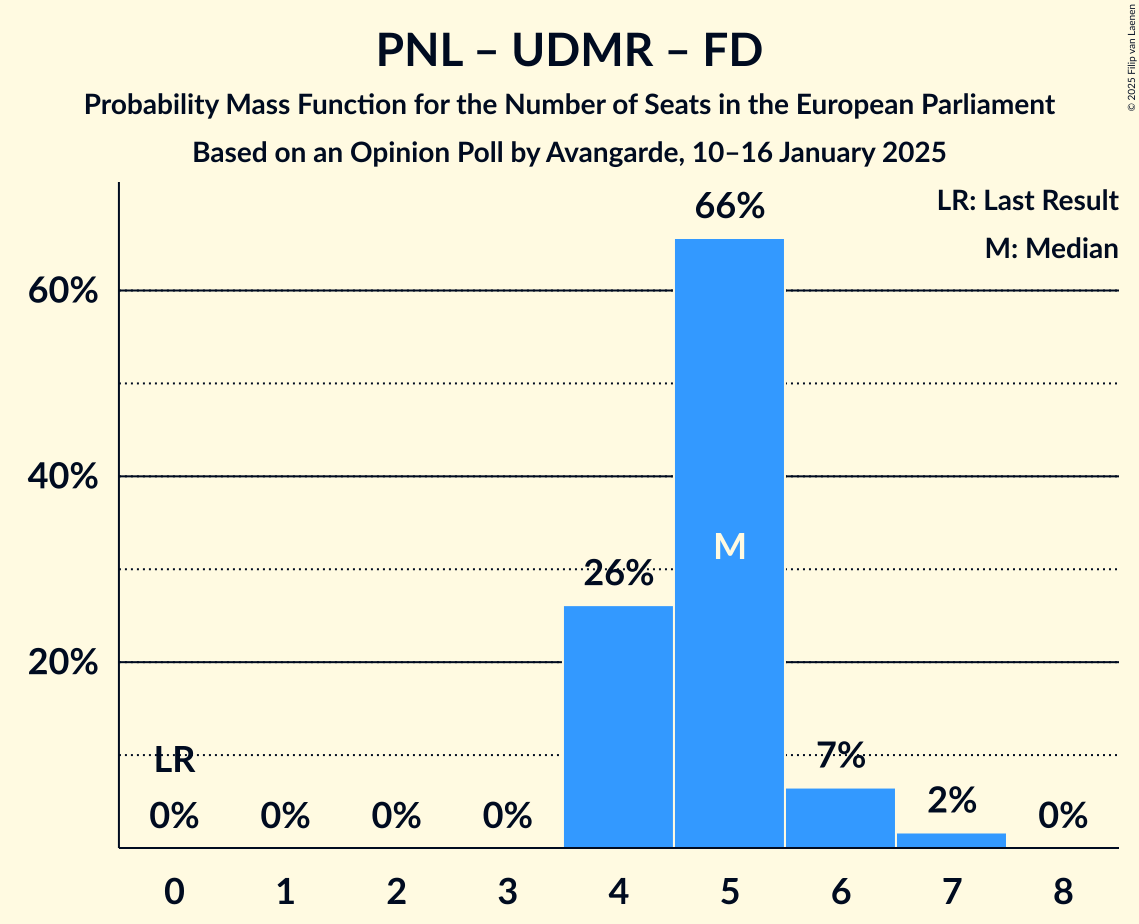 PNL – UDMR – FD
Probability Mass Function for the Number of Seats in the European Parliament
Based on an Opinion Poll by Avangarde, 10–16 January 2025
© 2025 Filip van Laenen
LR: Last Result
M: Median
66%
60%
40%
M
26%
20%
LR
7%
2%
0%
0%
0%
0%
0%
0 1 2 3 4 5 6 7 8